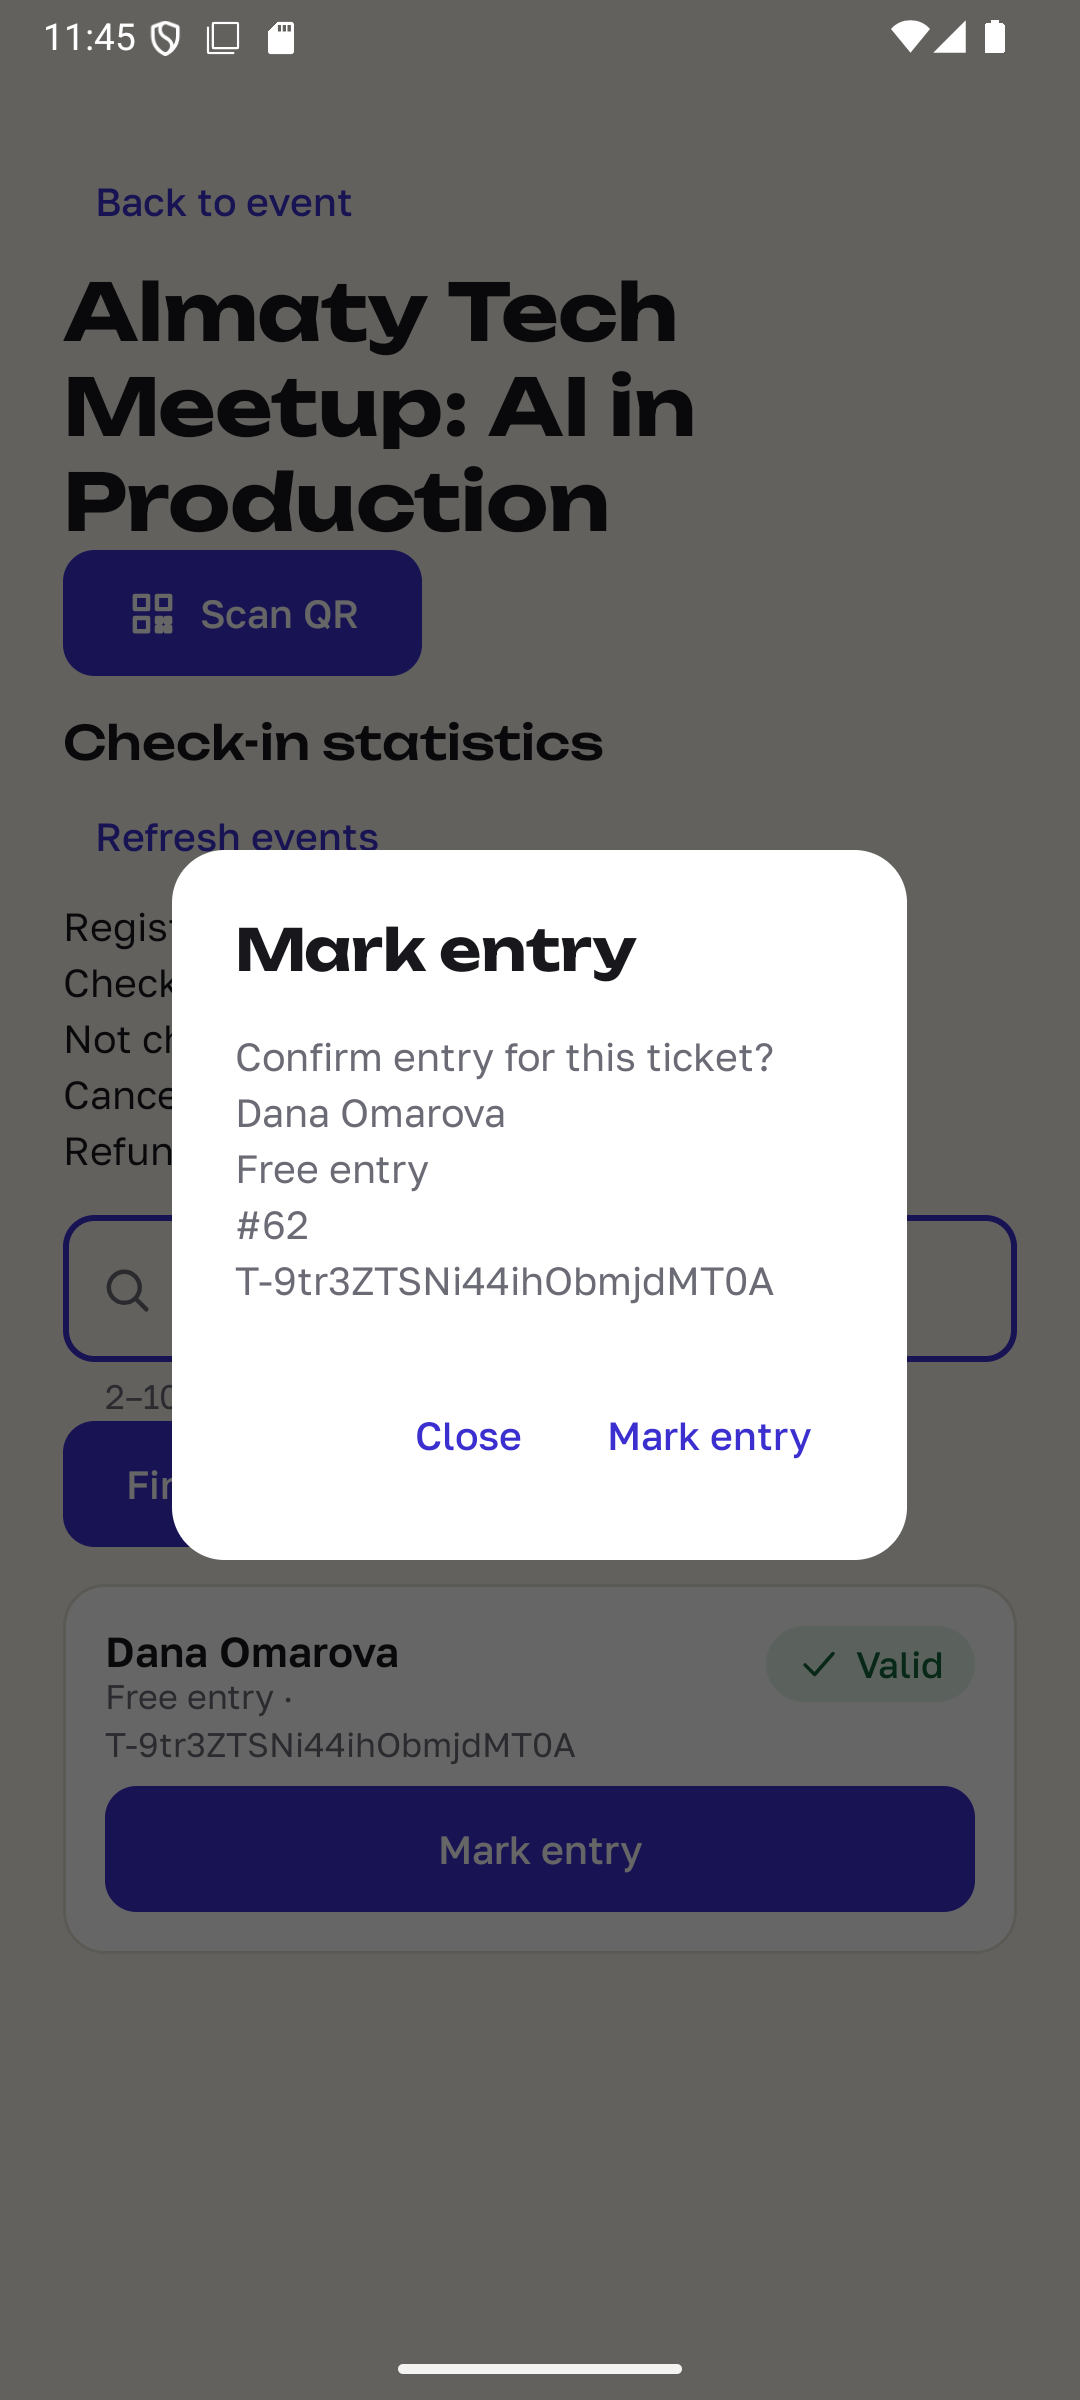 11:45
Back to event
Almaty Tech
Meetup: AI in
Production
Scan QR
Check-in statistics
Refresh events
Mark entry
Confirm entry for this ticket?
Dana Omarova
Free entry
#62
T-9tr3ZTSNi44ihObmjdMT0A
Close
Mark entry
Dana Omarova
Valid
Free entry ·
T-9tr3ZTSNi44ihObmjdMT0A
Mark entry